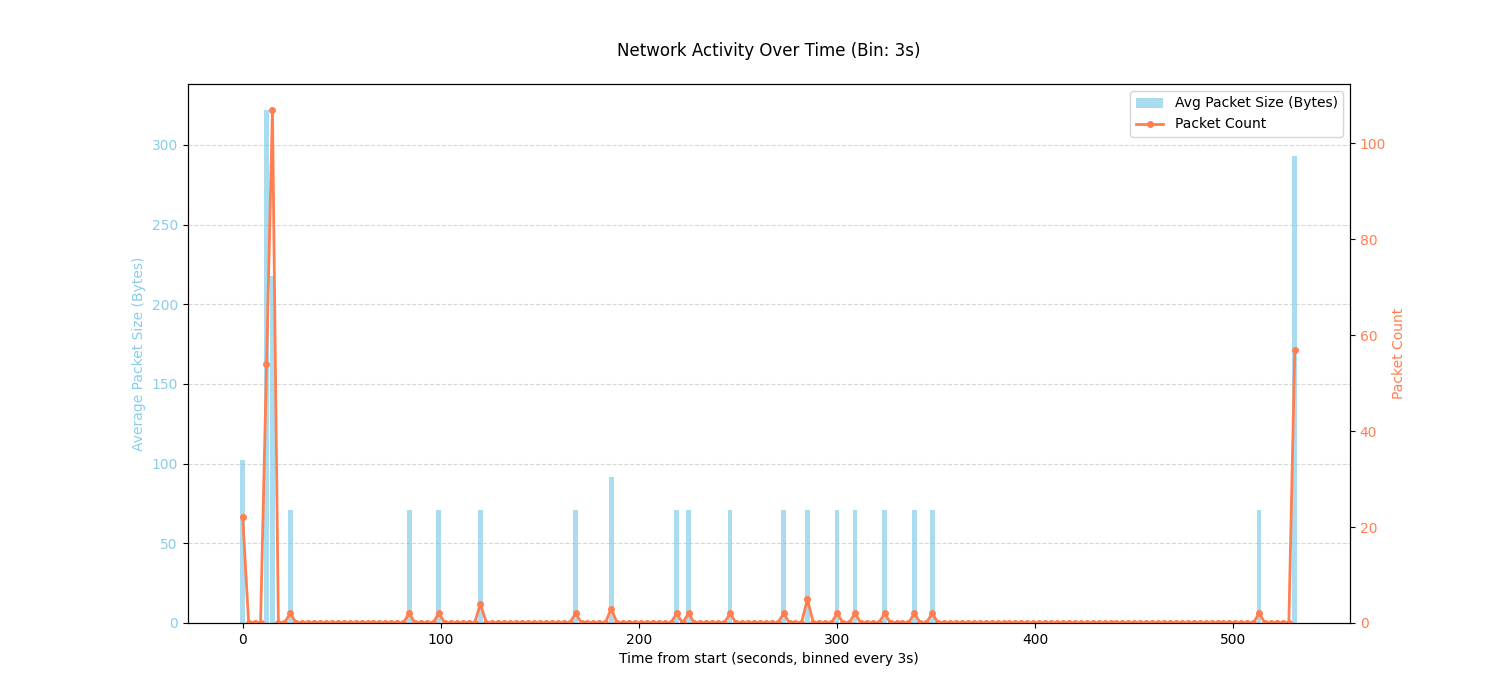 Network Activity Over Time (Bin: 3s)
Avg Packet Size (Bytes)
Packet Count
Average Packet Size (Bytes)
300
250
200
150
100
50
0
100
80
60
40
20
0
Packet Count
0 100 200 300 400 500
Time from start (seconds, binned every 3s)